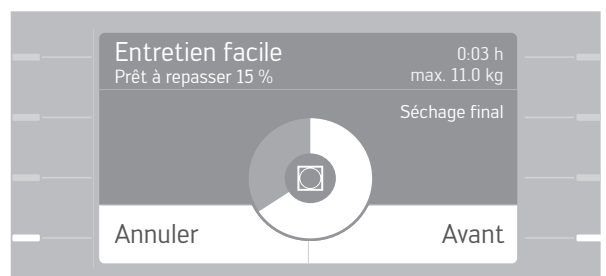 Entretien facile
0:03 h
Prêt à repasser 15 %
max. 11.0 kg
Séchage final
Annuler
Avant